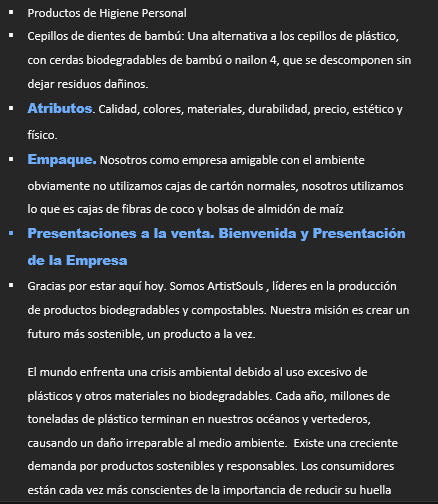 ▪ Productos de Higiene Personal
▪ Cepillos de dientes de bambú: Una alternativa a los cepillos de plástico,
con cerdas biodegradables de bambú o nailon 4, que se descomponen sin
dejar residuos dañinos.
▪ Atributos. Calidad, colores, materiales, durabilidad, precio, estético y
físico.
▪ Empaque. Nosotros como empresa amigable con el ambiente
obviamente no utilizamos cajas de cartón normales, nosotros utilizamos
lo que es cajas de fibras de coco y bolsas de almidón de maíz
▪ Presentaciones a la venta. Bienvenida y Presentación
de la Empresa
▪ Gracias por estar aquí hoy. Somos ArtistSouls , líderes en la producción
de productos biodegradables y compostables. Nuestra misión es crear un
futuro más sostenible, un producto a la vez.
El mundo enfrenta una crisis ambiental debido al uso excesivo de
plásticos y otros materiales no biodegradables. Cada año, millones de
toneladas de plástico terminan en nuestros océanos y vertederos,
causando un daño irreparable al medio ambiente.  Existe una creciente
demanda por productos sostenibles y responsables. Los consumidores
están cada vez más conscientes de la importancia de reducir su huella